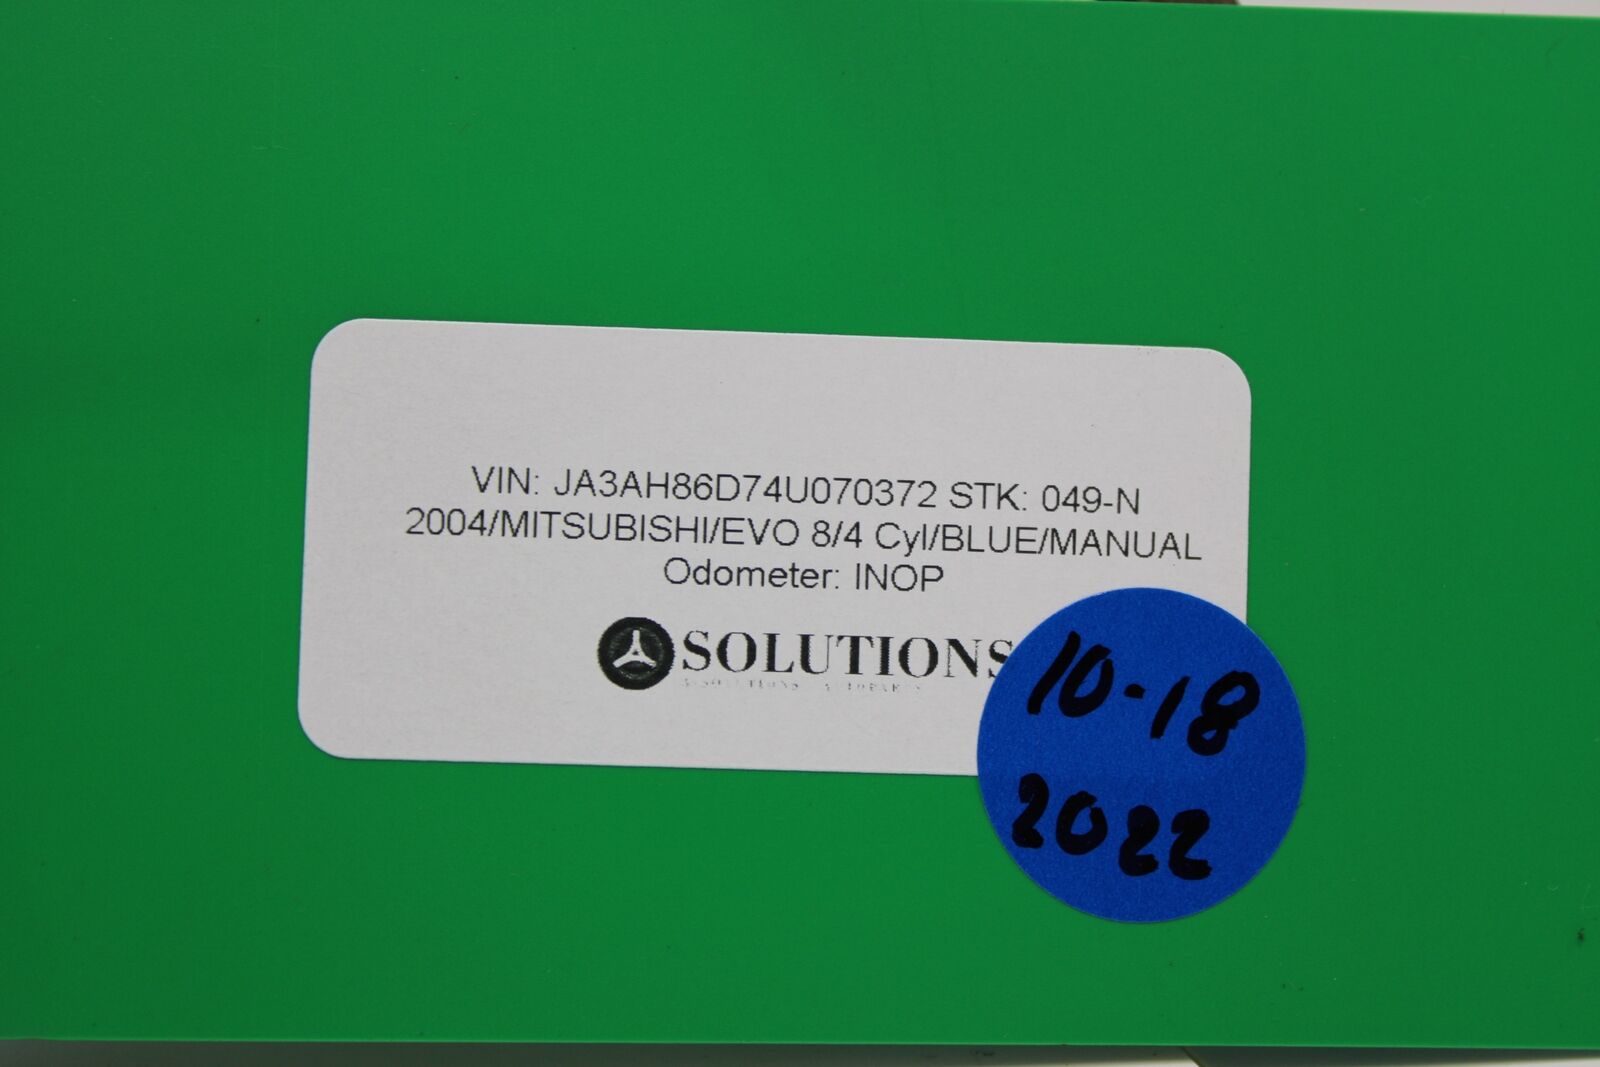 VIN: JA3AH86D74U070372 STK: 049-N
2004/MITSUBISHI/EVO 8/4 Cyl/BLUE/MANUAL
Odometer: INOP
SOLUTIONS
10-18
2022